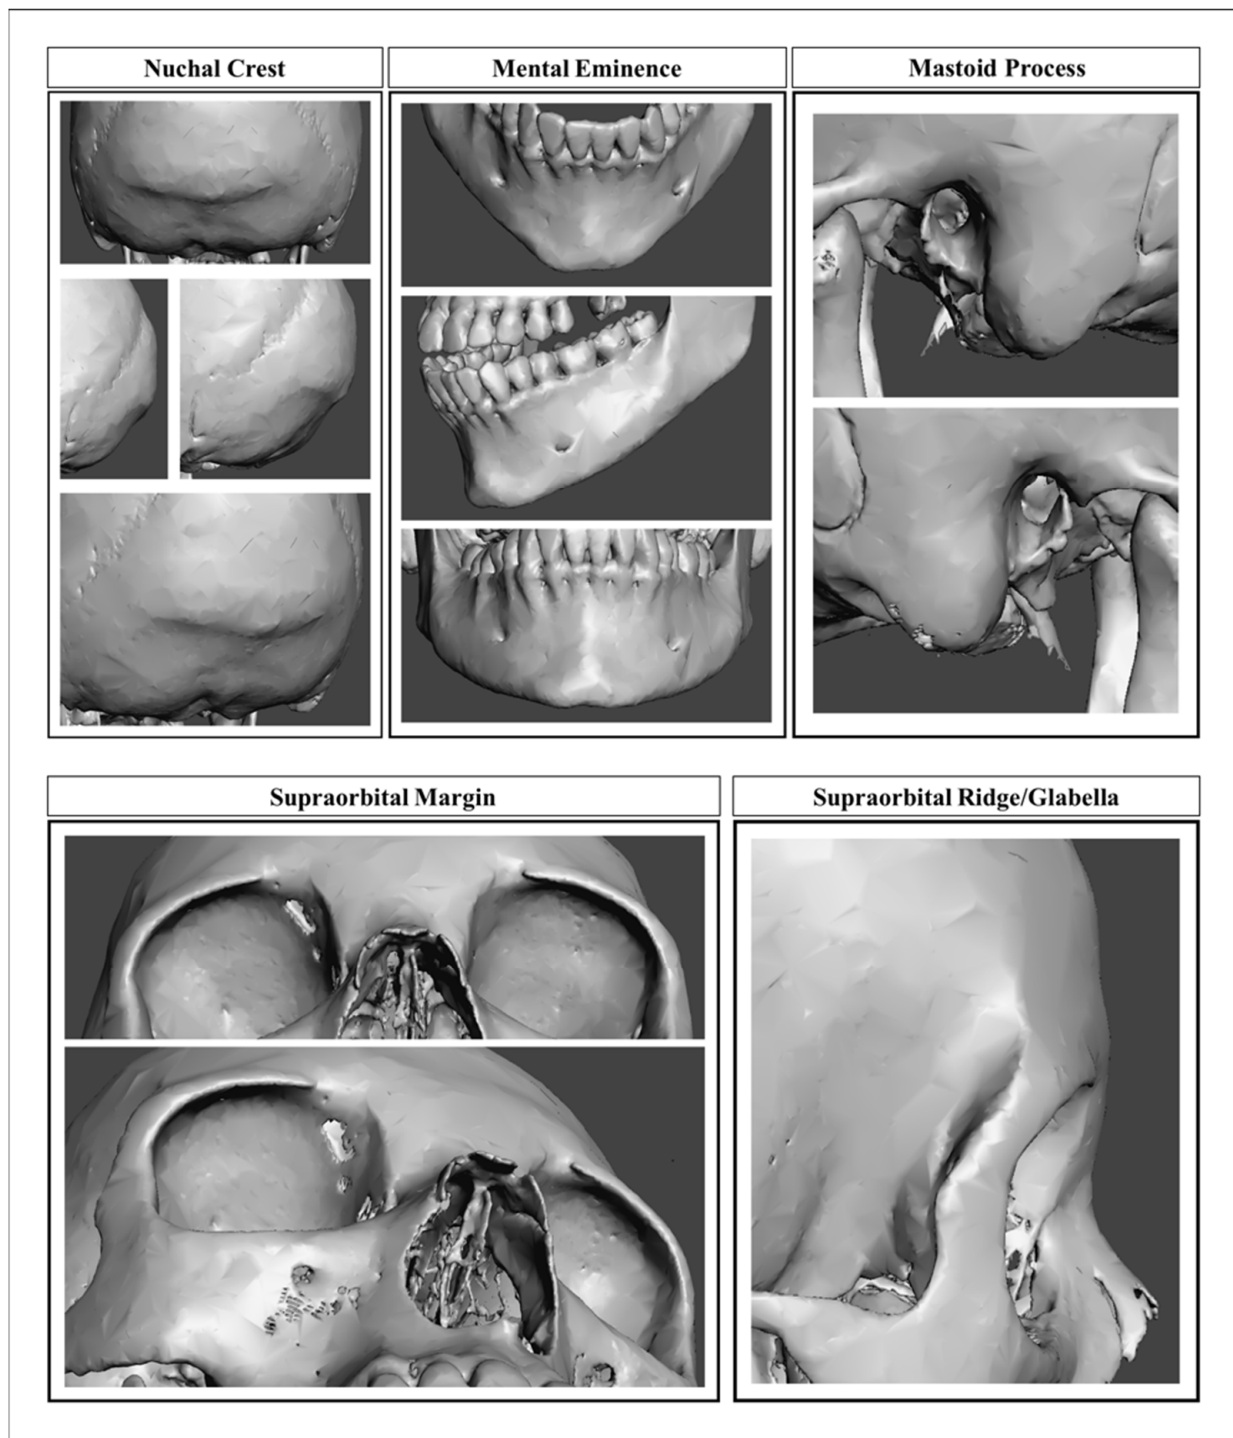 Nuchal Crest
Mental Eminence
Mastoid Process
Supraorbital Margin
Supraorbital Ridge/Glabella